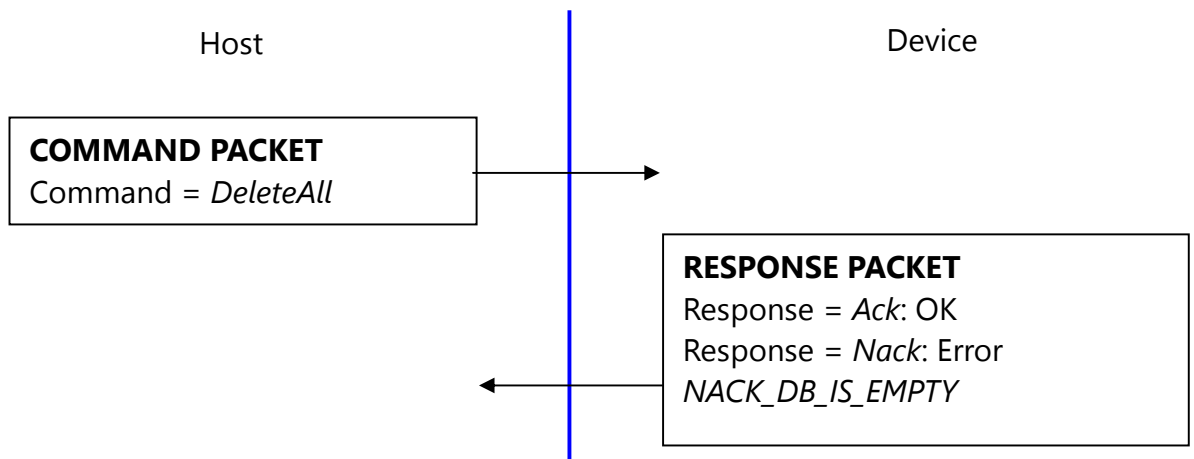 Host
Device
COMMAND PACKET
Command = DeleteAll
RESPONSE PACKET
Response = Ack: OK
Response = Nack: Error
NACK_DB_IS_EMPTY